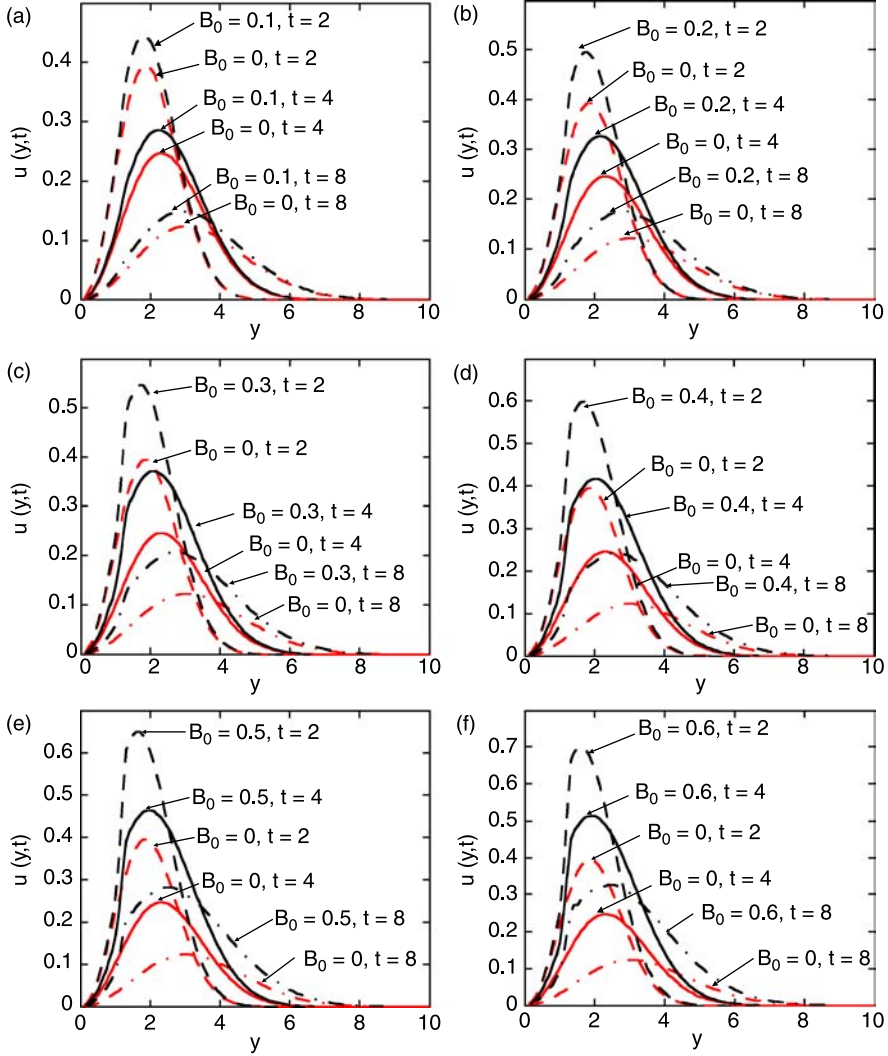 (a)
B₀ = 0.1, t = 2
B₀ = 0, t = 2
B₀ = 0.1, t = 4
B₀ = 0, t = 4
B₀ = 0.1, t = 8
B₀ = 0, t = 8
u (y,t)
0.4
0.3
0.2
0.1
0
0 2 4 6 8 10
y
(b)
B₀ = 0.2, t = 2
B₀ = 0, t = 2
B₀ = 0.2, t = 4
B₀ = 0, t = 4
B₀ = 0.2, t = 8
B₀ = 0, t = 8
u (y,t)
0.5
0.4
0.3
0.2
0.1
0
0 2 4 6 8 10
y
(c)
B₀ = 0.3, t = 2
B₀ = 0, t = 2
B₀ = 0.3, t = 4
B₀ = 0, t = 4
B₀ = 0.3, t = 8
B₀ = 0, t = 8
u (y,t)
0.5
0.4
0.3
0.2
0.1
0
0 2 4 6 8 10
y
(d)
B₀ = 0.4, t = 2
B₀ = 0, t = 2
B₀ = 0.4, t = 4
B₀ = 0, t = 4
B₀ = 0.4, t = 8
B₀ = 0, t = 8
u (y,t)
0.6
0.5
0.4
0.3
0.2
0.1
0
0 2 4 6 8 10
y
(e)
B₀ = 0.5, t = 2
B₀ = 0.5, t = 4
B₀ = 0, t = 2
B₀ = 0, t = 4
B₀ = 0.5, t = 8
B₀ = 0, t = 8
u (y,t)
0.6
0.5
0.4
0.3
0.2
0.1
0
0 2 4 6 8 10
y
(f)
B₀ = 0.6, t = 2
B₀ = 0.6, t = 4
B₀ = 0, t = 2
B₀ = 0, t = 4
B₀ = 0.6, t = 8
B₀ = 0, t = 8
u (y,t)
0.7
0.6
0.5
0.4
0.3
0.2
0.1
0
0 2 4 6 8 10
y